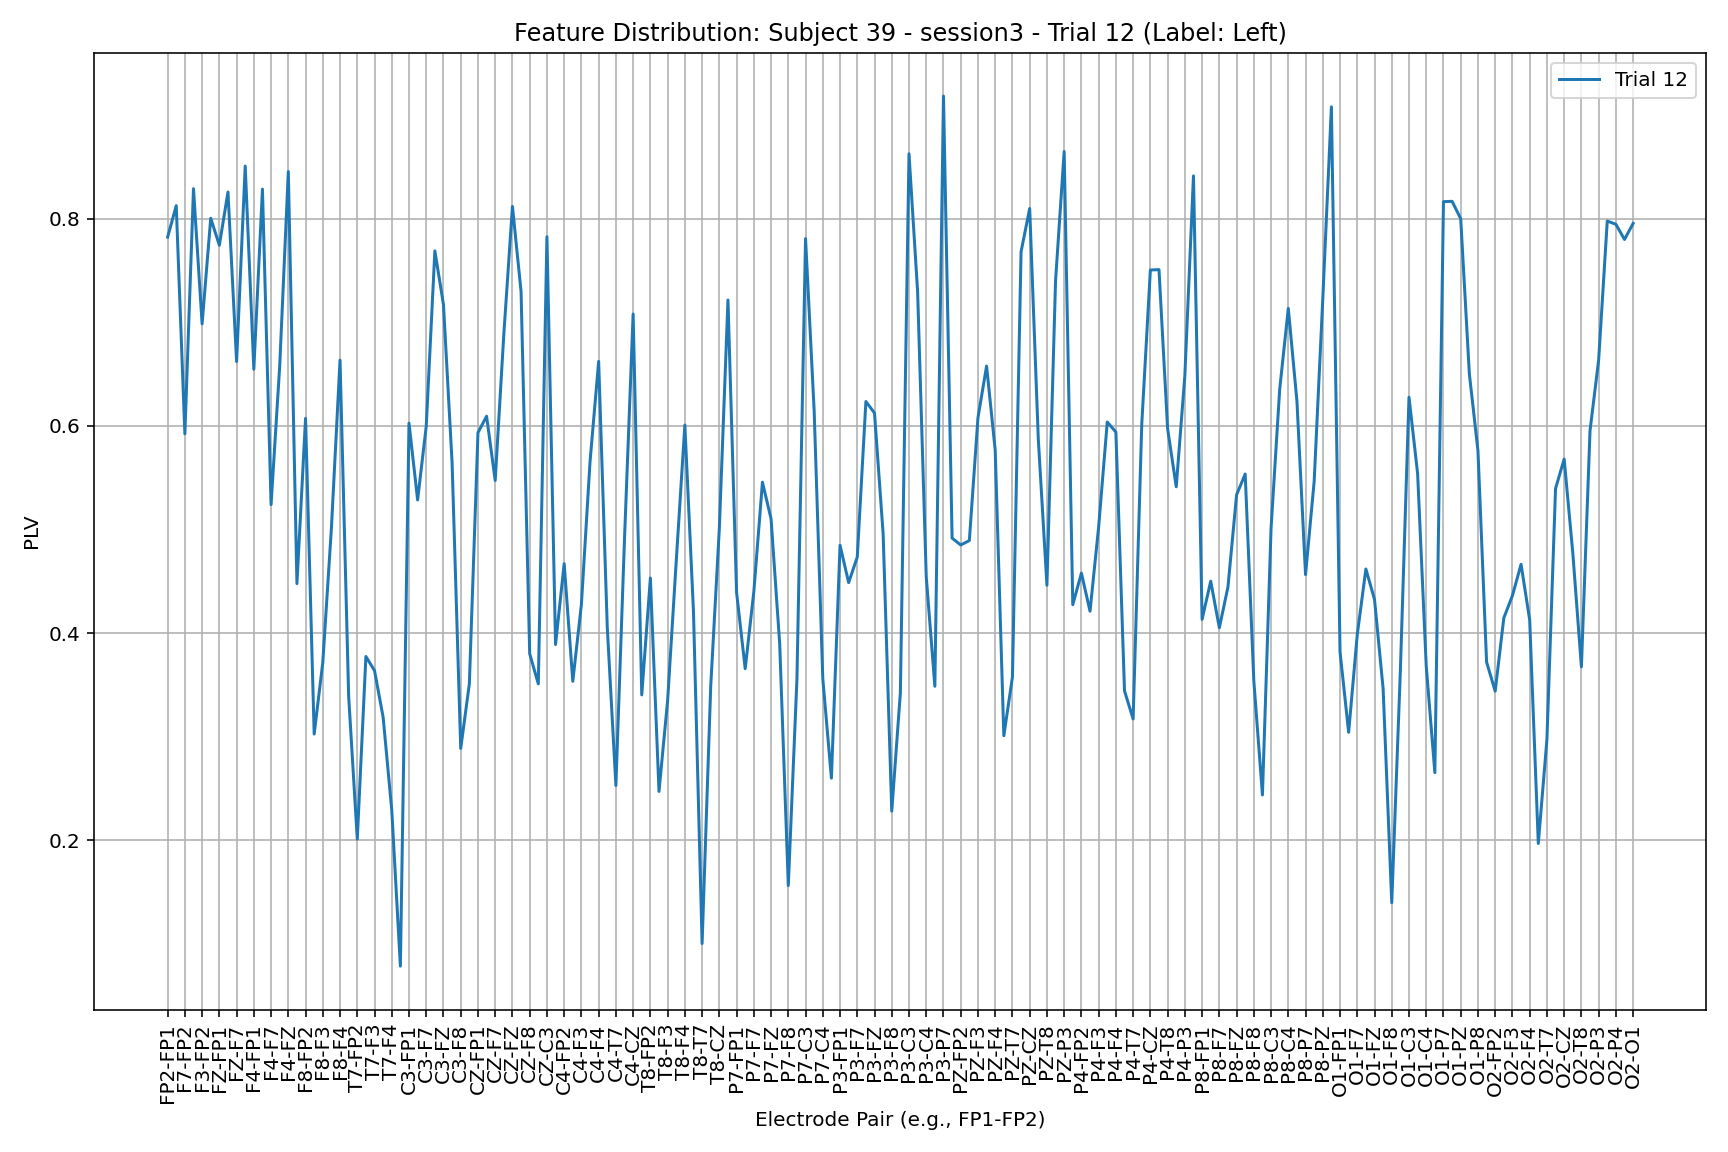 Feature Distribution: Subject 39 - session3 - Trial 12 (Label: Left)
Trial 12
PLV
0.8
0.6
0.4
0.2
FP2-FP1
F7-FP2
F3-FP2
FZ-FP1
FZ-F7
F4-FP1
F4-F7
F4-FZ
F8-FP2
F8-F3
F8-F4
T7-FP2
T7-F3
T7-F4
C3-FP1
C3-F7
C3-FZ
C3-F8
CZ-FP1
CZ-F7
CZ-FZ
CZ-F8
CZ-C3
C4-FP2
C4-F3
C4-F4
C4-T7
C4-CZ
T8-FP2
T8-F3
T8-F4
T8-T7
T8-CZ
P7-FP1
P7-F7
P7-FZ
P7-F8
P7-C3
P7-C4
P3-FP1
P3-F7
P3-FZ
P3-F8
P3-C3
P3-C4
P3-P7
PZ-FP2
PZ-F3
PZ-F4
PZ-T7
PZ-CZ
PZ-T8
PZ-P3
P4-FP2
P4-F3
P4-F4
P4-T7
P4-CZ
P4-T8
P4-P3
P8-FP1
P8-F7
P8-FZ
P8-F8
P8-C3
P8-C4
P8-P7
P8-PZ
O1-FP1
O1-F7
O1-FZ
O1-F8
O1-C3
O1-C4
O1-P7
O1-PZ
O1-P8
O2-FP2
O2-F3
O2-F4
O2-T7
O2-CZ
O2-T8
O2-P3
O2-P4
O2-O1
Electrode Pair (e.g., FP1-FP2)